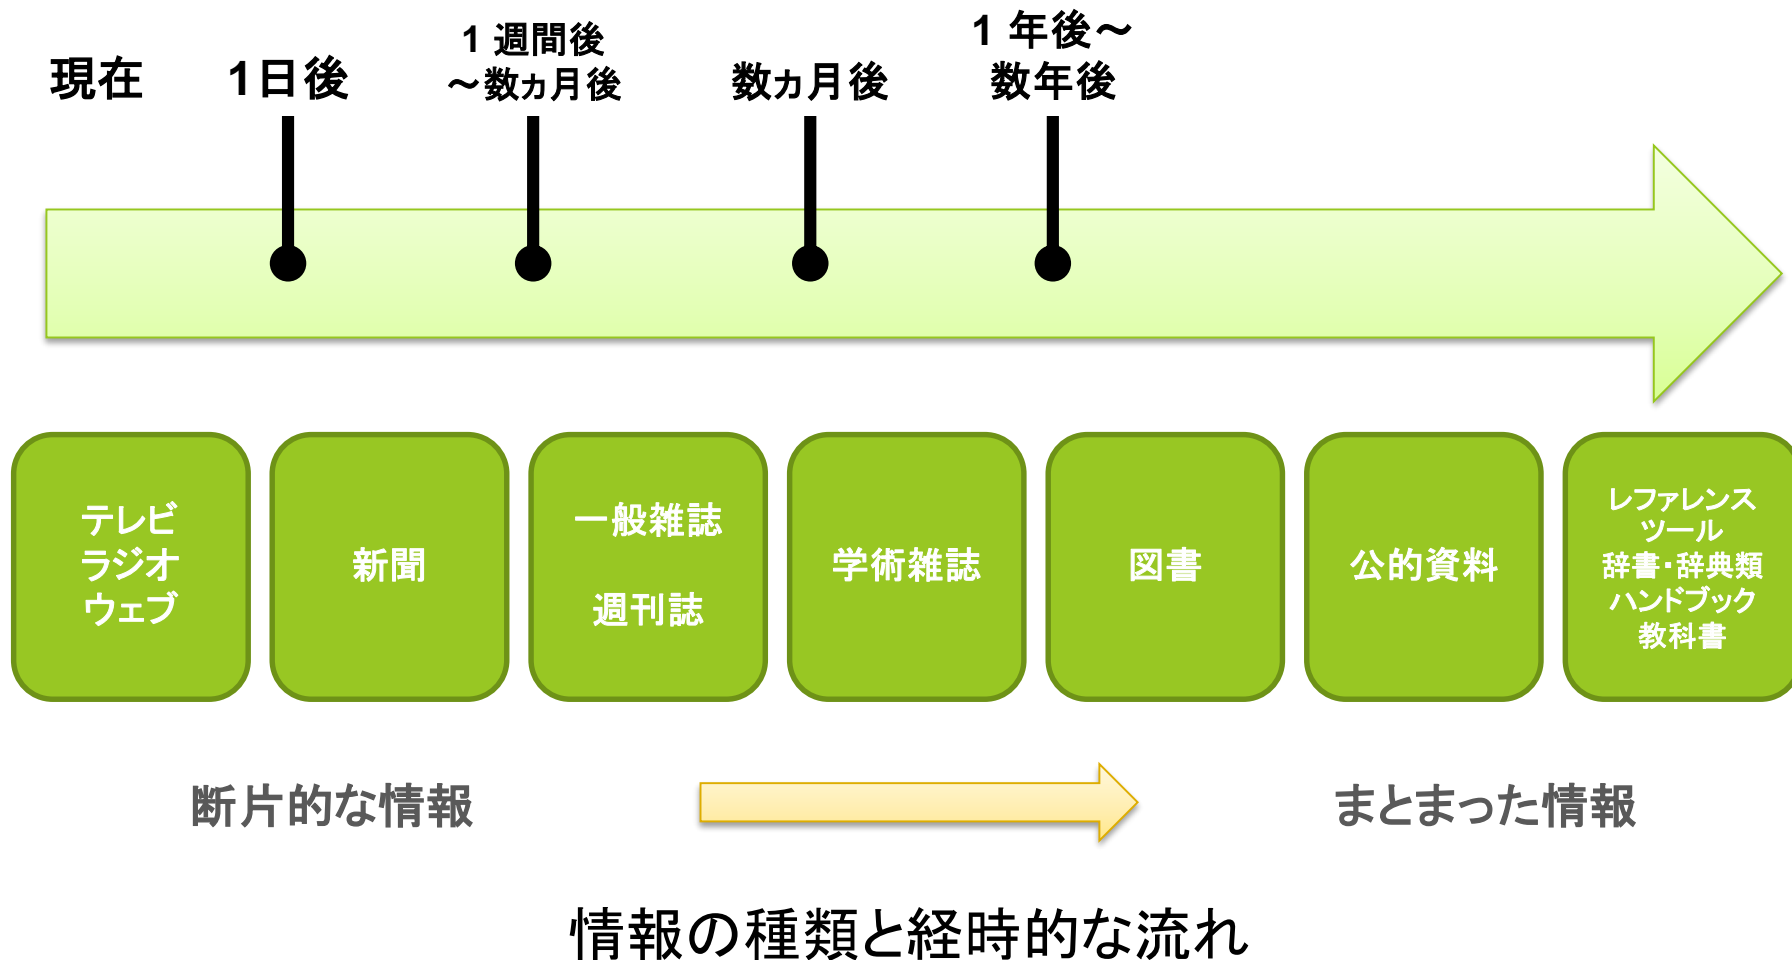 現在
1日後
1 週間後
～数ヵ月後
数ヵ月後
1 年後～
数年後
テレビ
ラジオ
ウェブ
新聞
一般雑誌
週刊誌
学術雑誌
図書
公的資料
レファレンス
ツール
辞書・辞典類
ハンドブック
教科書
断片的な情報
まとまった情報
情報の種類と経時的な流れ